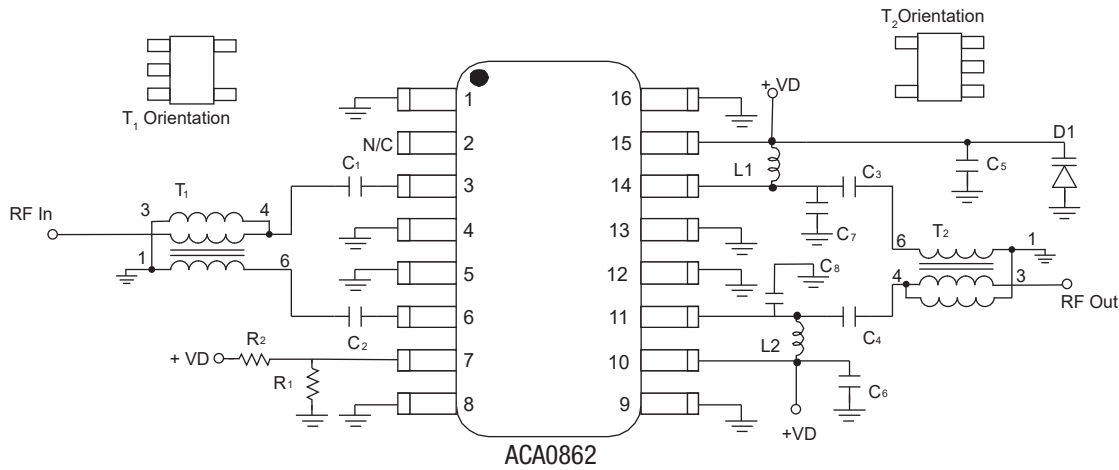 T2 Orientation
T1 Orientation
+ VD
D1
1
16
N/C
2
15
C1
L1
C3
C5
3
14
T1
RF In
3
4
4
13
C7
T2
6
1
1
6
5
12
C8
4
3
RF Out
6
11
C2
L2
C4
R2
+ VD
7
10
R1
C6
8
9
+VD
ACA0862